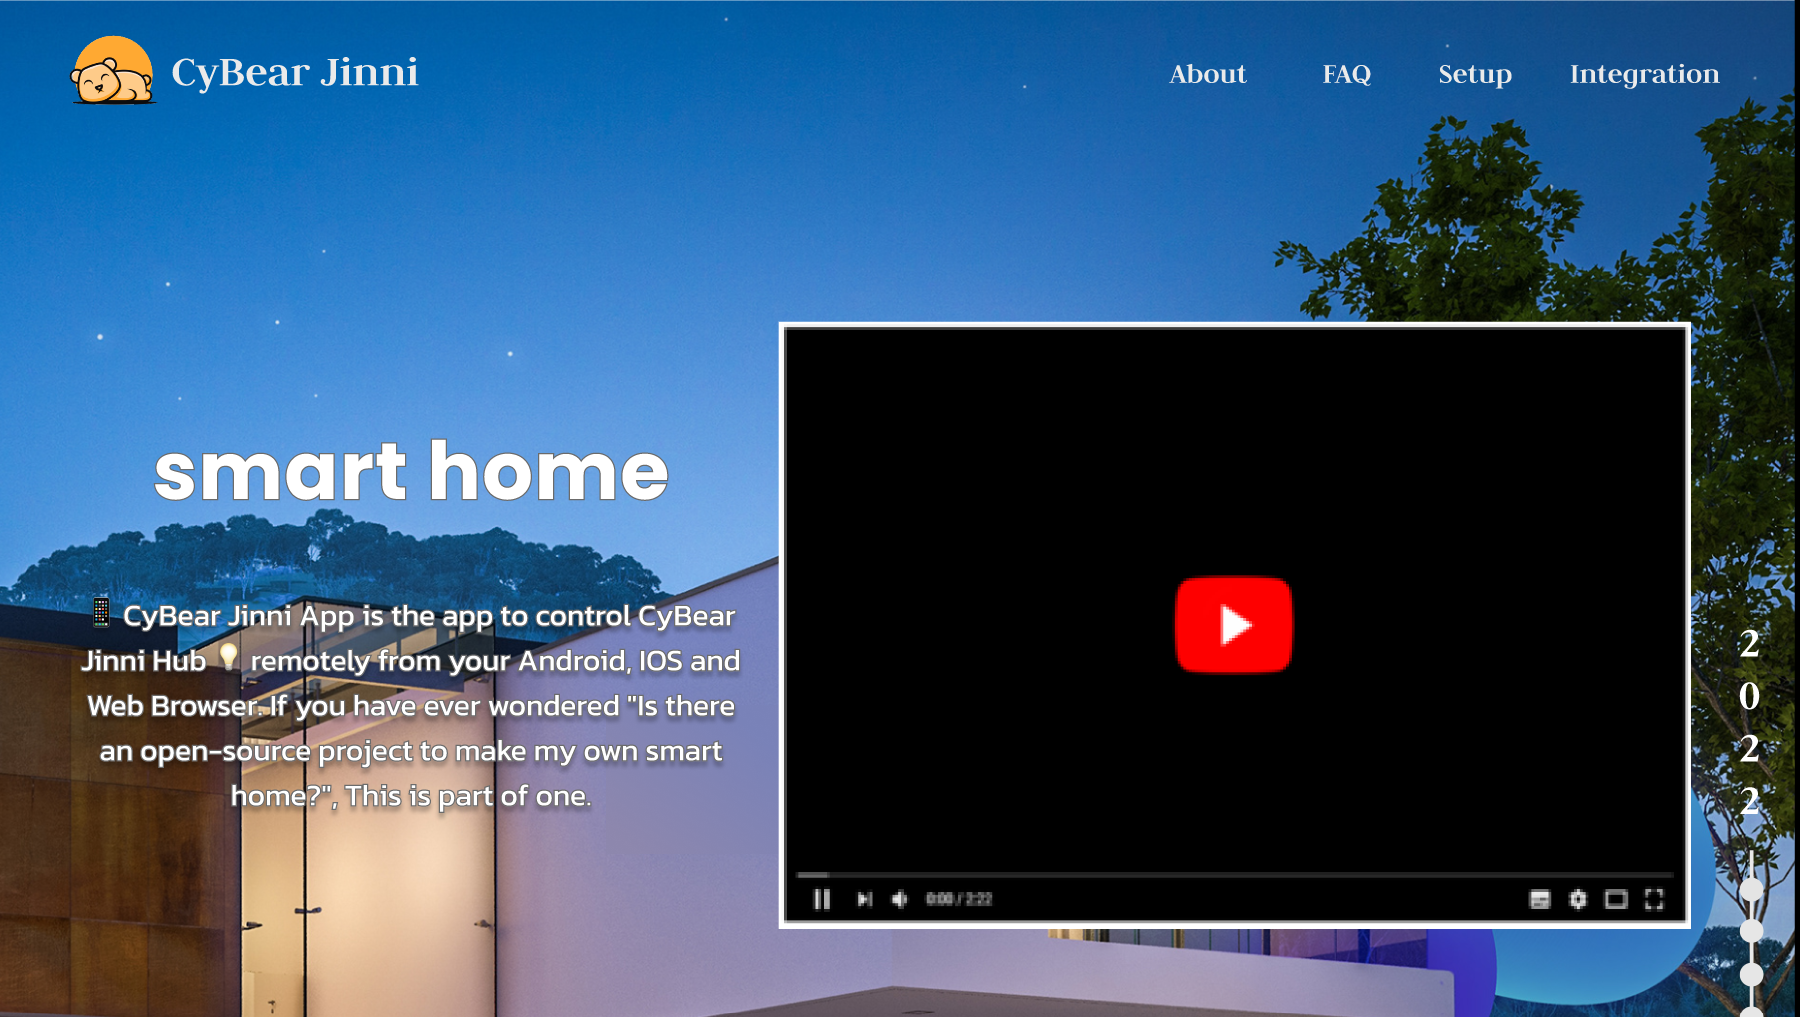 CyBear Jinni
About FAQ Setup Integration
smart home
📱 CyBear Jinni App is the app to control CyBear
Jinni Hub 💡 remotely from your Android, IOS and
Web Browser. If you have ever wondered "Is there
an open-source project to make my own smart
home?", This is part of one.
0:00 / 2:22
2
0
2
2